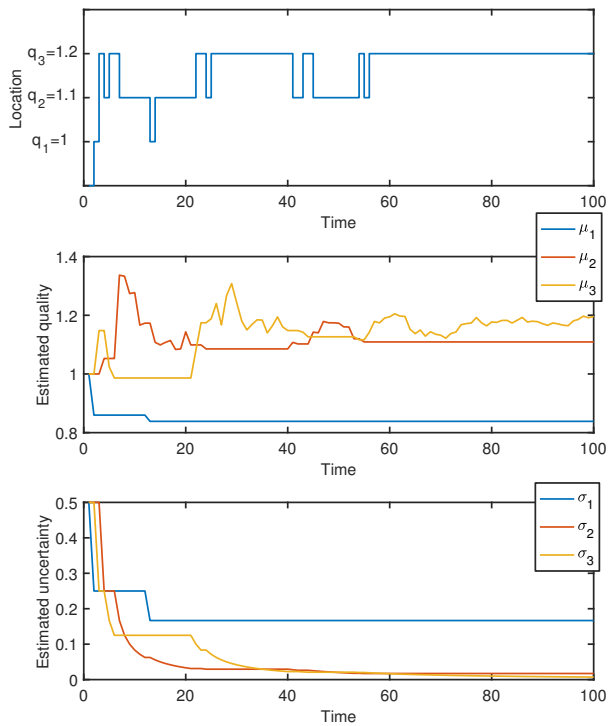 Location
q₃=1.2
q₂=1.1
q₁=1
0 20 40 60 80 100
Time
Estimated quality
1.4
1.2
1
0.8
μ₁
μ₂
μ₃
0 20 40 60 80 100
Time
Estimated uncertainty
0.5
0.4
0.3
0.2
0.1
0
σ₁
σ₂
σ₃
0 20 40 60 80 100
Time